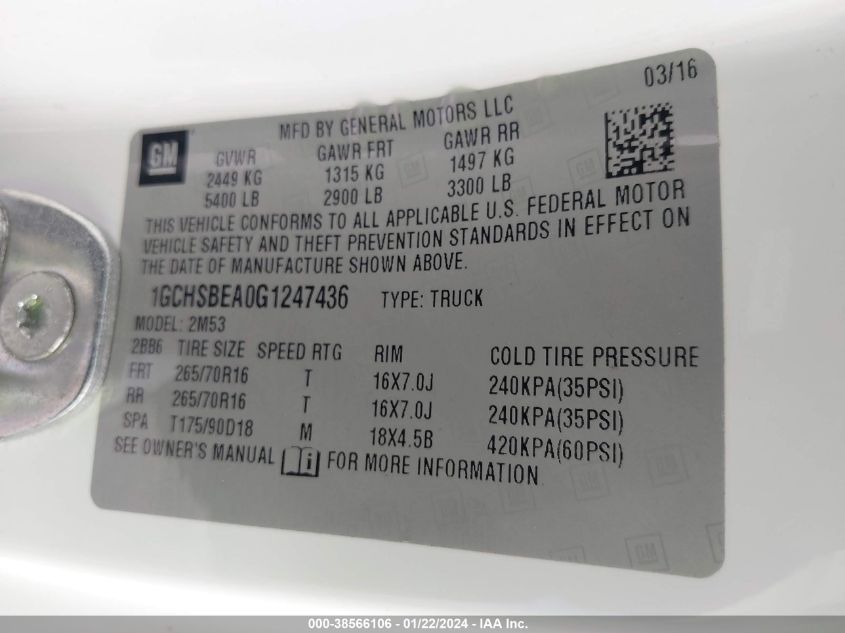 03/16
MFD BY GENERAL MOTORS LLC
GM
GVWR GAWR FRT GAWR RR
2449 KG 1315 KG 1497 KG
5400 LB 2900 LB 3300 LB
THIS VEHICLE CONFORMS TO ALL APPLICABLE U.S. FEDERAL MOTOR
VEHICLE SAFETY AND THEFT PREVENTION STANDARDS IN EFFECT ON
THE DATE OF MANUFACTURE SHOWN ABOVE.
1GCHSBEA0G1247436 TYPE: TRUCK
MODEL: 2M53
2BB6 TIRE SIZE SPEED RTG RIM COLD TIRE PRESSURE
FRT 265/70R16 T 16X7.0J 240KPA(35PSI)
RR 265/70R16 T 16X7.0J 240KPA(35PSI)
SPA T175/90D18 M 18X4.5B 420KPA(60PSI)
SEE OWNER'S MANUAL i FOR MORE INFORMATION
000-38566106 - 01/22/2024 - IAA Inc.